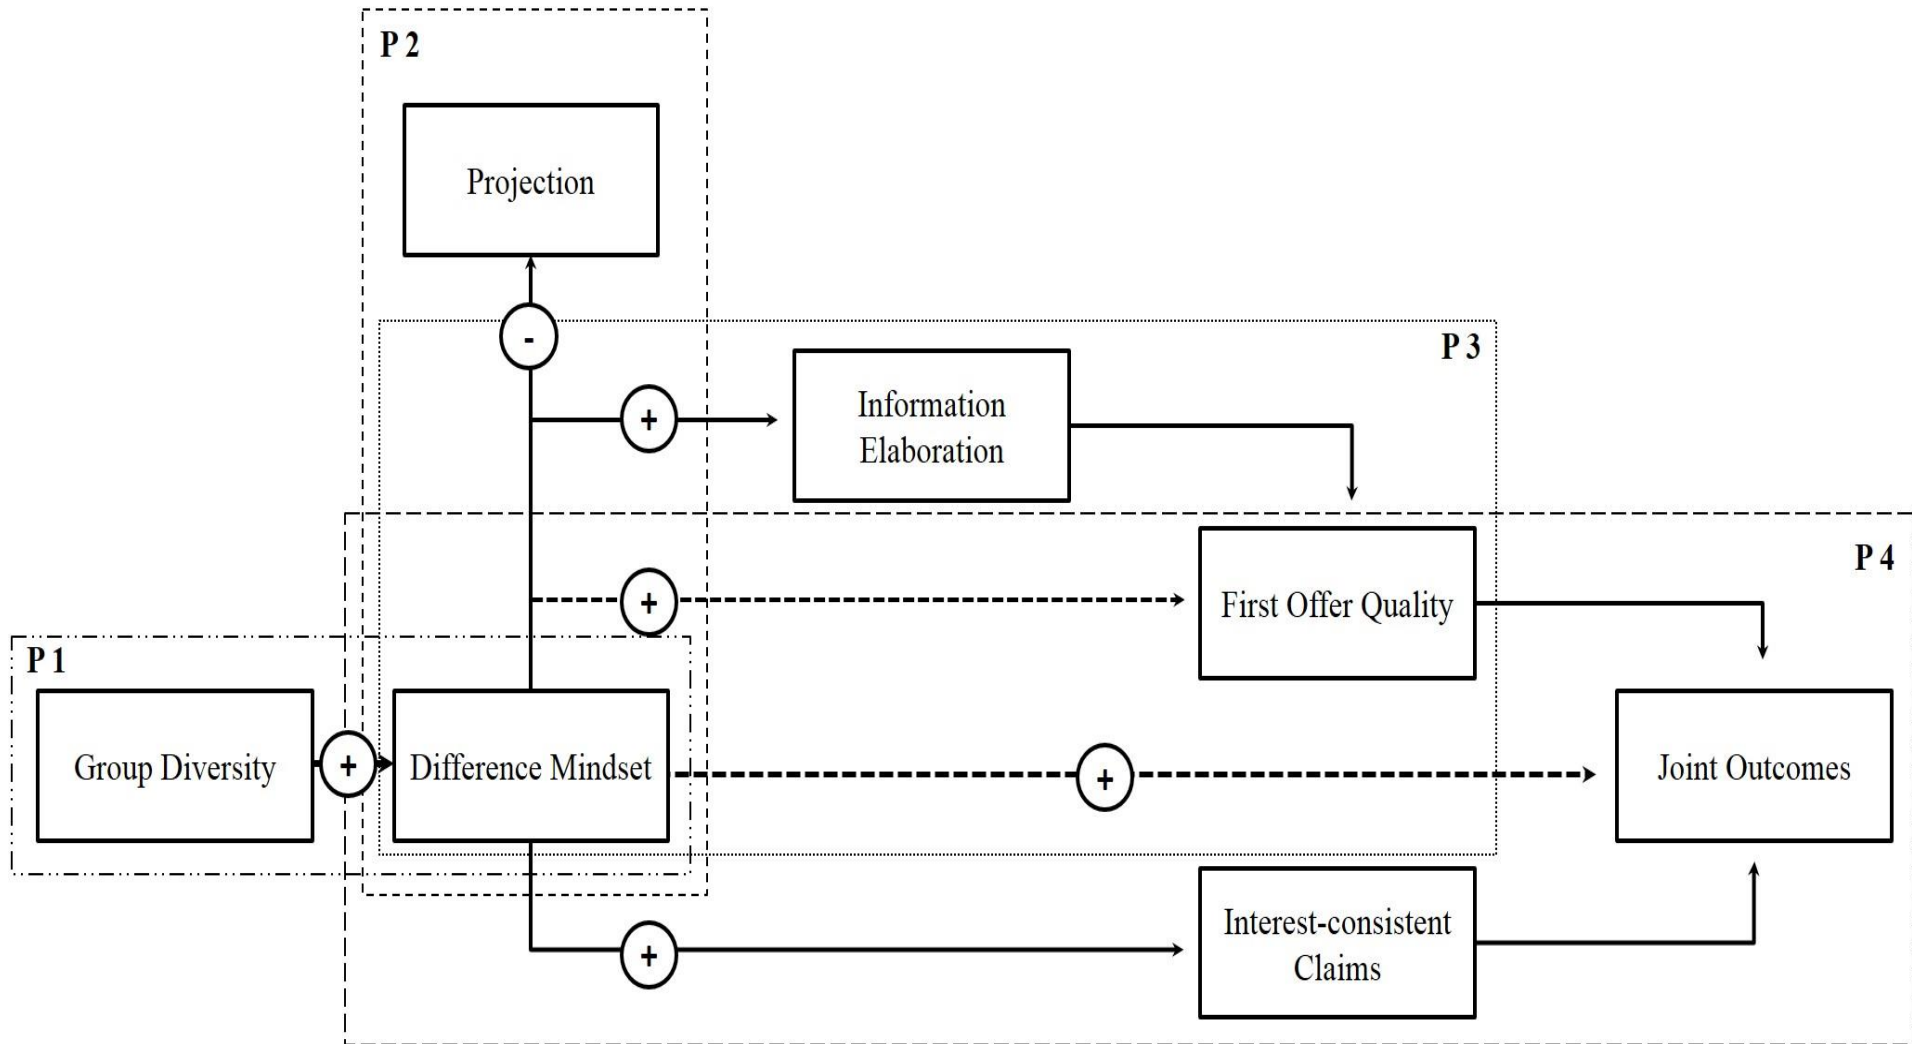 P 2
Projection
-
P 3
+
Information
Elaboration
P 4
+
First Offer Quality
P 1
Group Diversity
+
Difference Mindset
+
Joint Outcomes
+
Interest-consistent
Claims